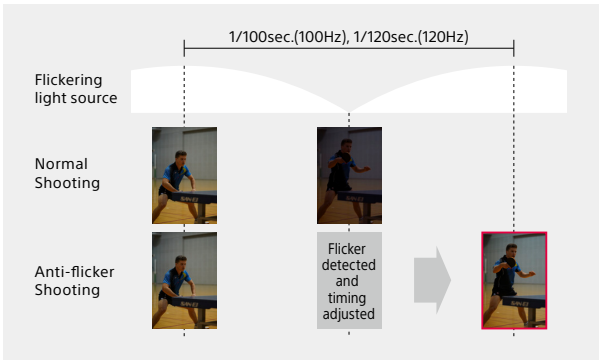 1/100sec.(100Hz), 1/120sec.(120Hz)
Flickering
light source
Normal
Shooting
Anti-flicker
Shooting
Flicker
detected
and
timing
adjusted